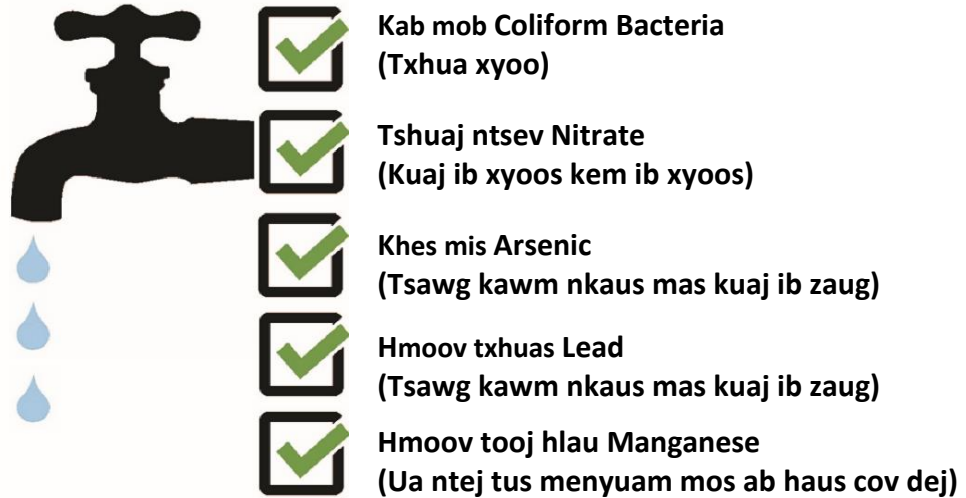 Kab mob Coliform Bacteria
(Txhua xyoo)
Tshuaj ntsev Nitrate
(Kuaj ib xyoos kem ib xyoos)
Khes mis Arsenic
(Tsawg kawm nkaus mas kuaj ib zaug)
Hmoov txhuas Lead
(Tsawg kawm nkaus mas kuaj ib zaug)
Hmoov tooj hlau Manganese
(Ua ntej tus menyuam mos ab haus cov dej)